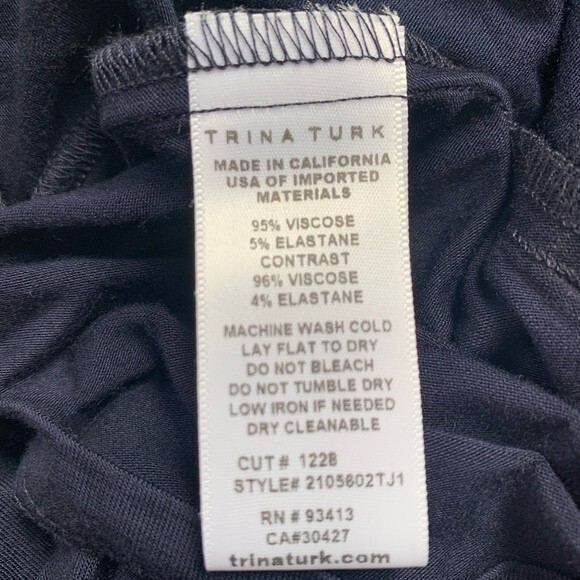 TRINA TURK
MADE IN CALIFORNIA
USA OF IMPORTED
MATERIALS
95% VISCOSE
5% ELASTANE
CONTRAST
96% VISCOSE
4% ELASTANE
MACHINE WASH COLD
LAY FLAT TO DRY
DO NOT BLEACH
DO NOT TUMBLE DRY
LOW IRON IF NEEDED
DRY CLEANABLE
CUT# 1228
STYLE# 2105602TJ1
RN # 93413
CA#30427
trinaturk.com